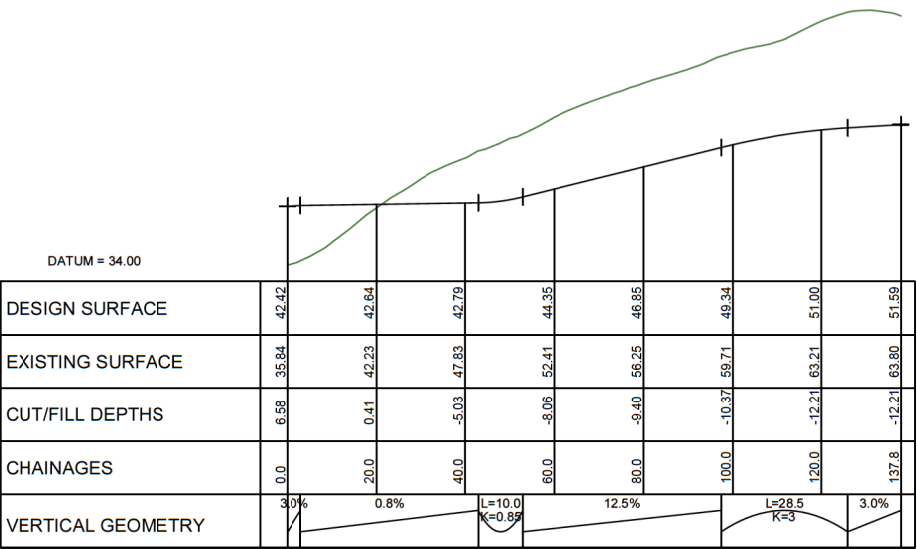 DATUM = 34.00
DESIGN SURFACE 42.42 42.64 42.79 44.35 46.85 49.34 51.00 51.59
EXISTING SURFACE 35.84 42.23 47.83 52.41 56.25 59.71 63.21 63.80
CUT/FILL DEPTHS 6.58 0.41 -5.03 -8.06 -9.40 -10.37 -12.21 -12.21
CHAINAGES 0.0 20.0 40.0 60.0 80.0 100.0 120.0 137.8
3.0% 0.8% L=10.0 12.5% L=28.5 3.0%
K=0.85 K=3
VERTICAL GEOMETRY